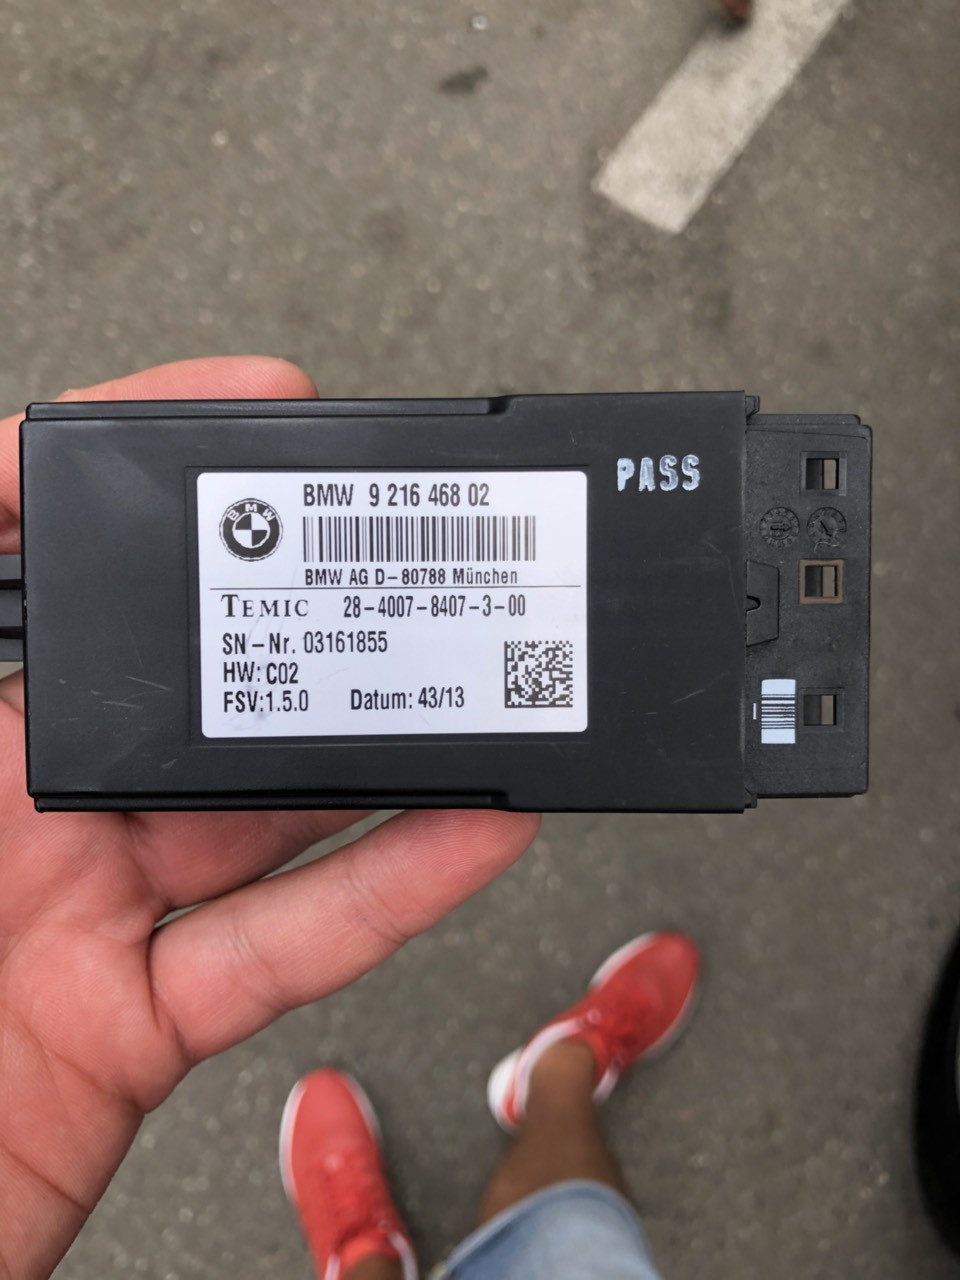 PASS
BMW 9 216 468 02
BMW
BMW AG D-80788 München
TEMIC 28-4007-8407-3-00
SN-Nr. 03161855
HW: C02
FSV:1.5.0 Datum: 43/13